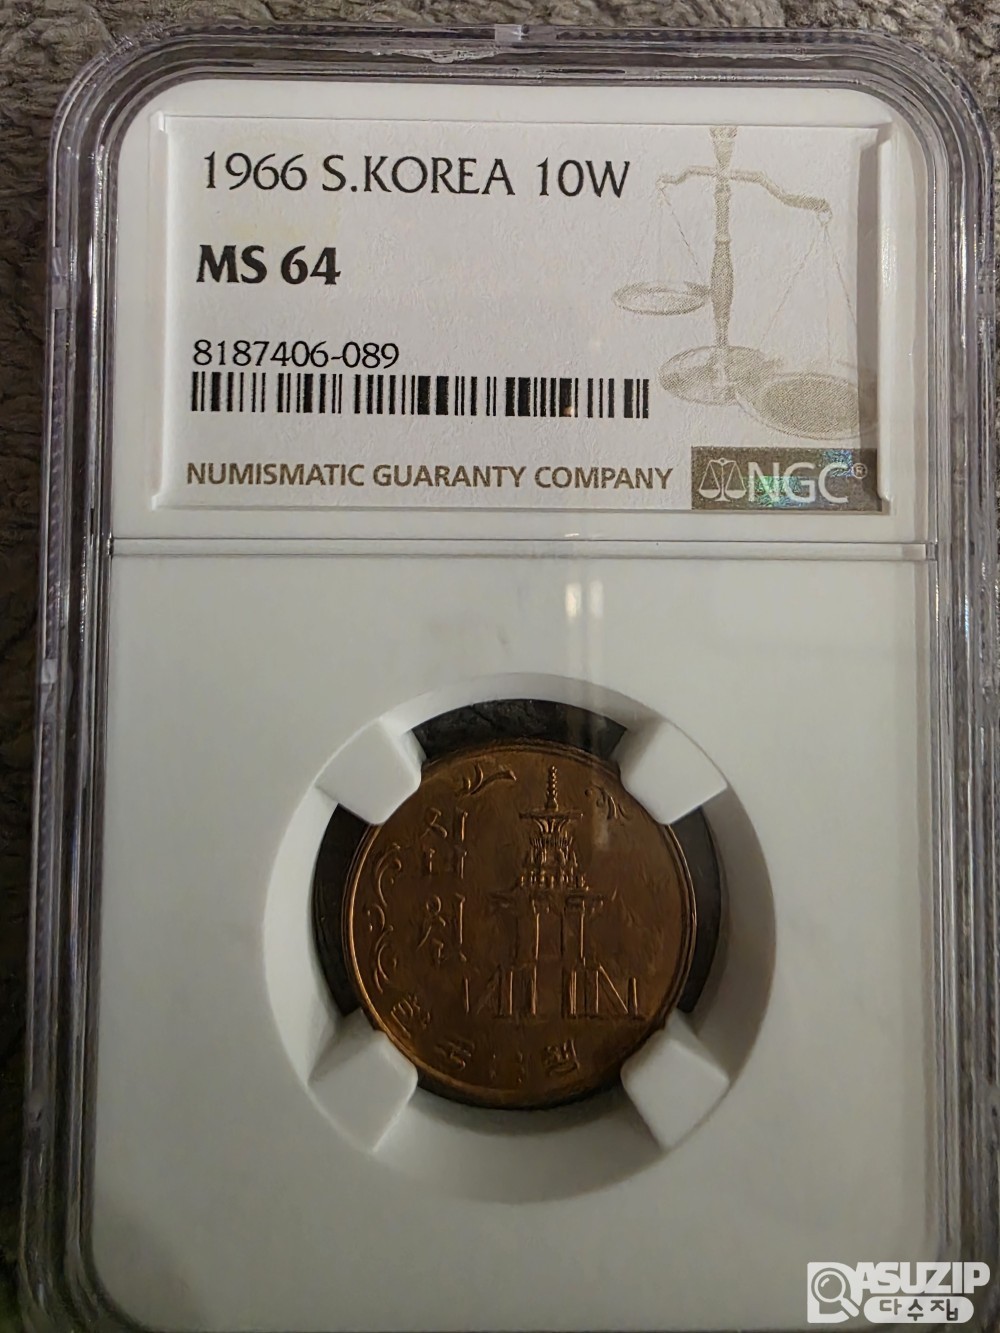 1966 S.KOREA 10W
MS 64
8187406-089
NUMISMATIC GUARANTY COMPANY
NGC®
십
원
한국
행
ASUZIP
다수집